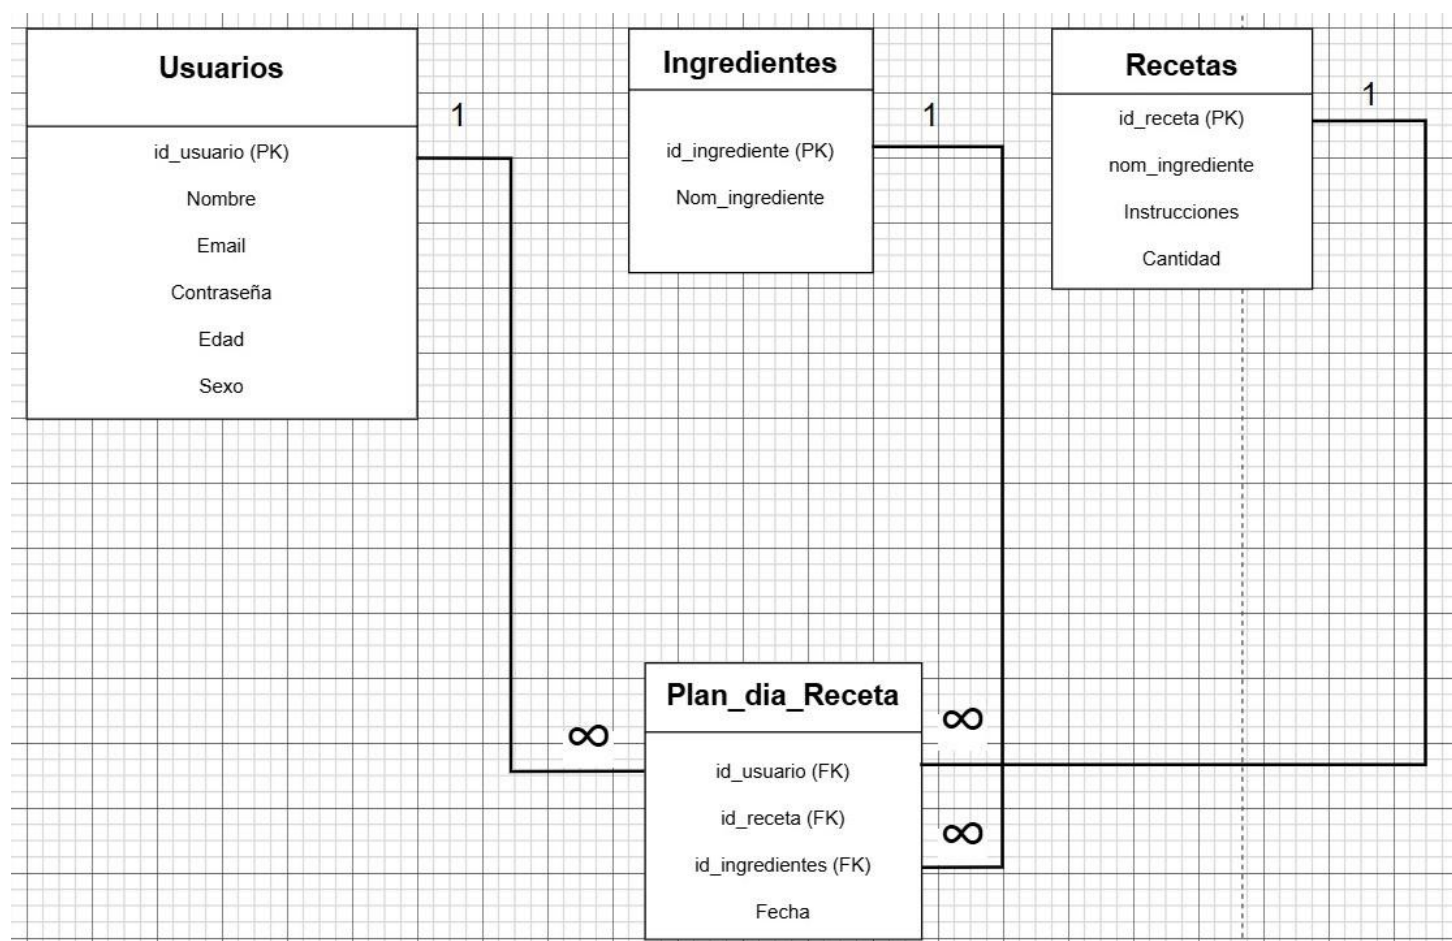 Usuarios
1
id_usuario (PK)
Nombre
Email
Contraseña
Edad
Sexo
Ingredientes
1
id_ingrediente (PK)
Nom_ingrediente
Recetas
1
id_receta (PK)
nom_ingrediente
Instrucciones
Cantidad
Plan_dia_Receta
∞
∞
id_usuario (FK)
id_receta (FK)
∞
id_ingredientes (FK)
Fecha